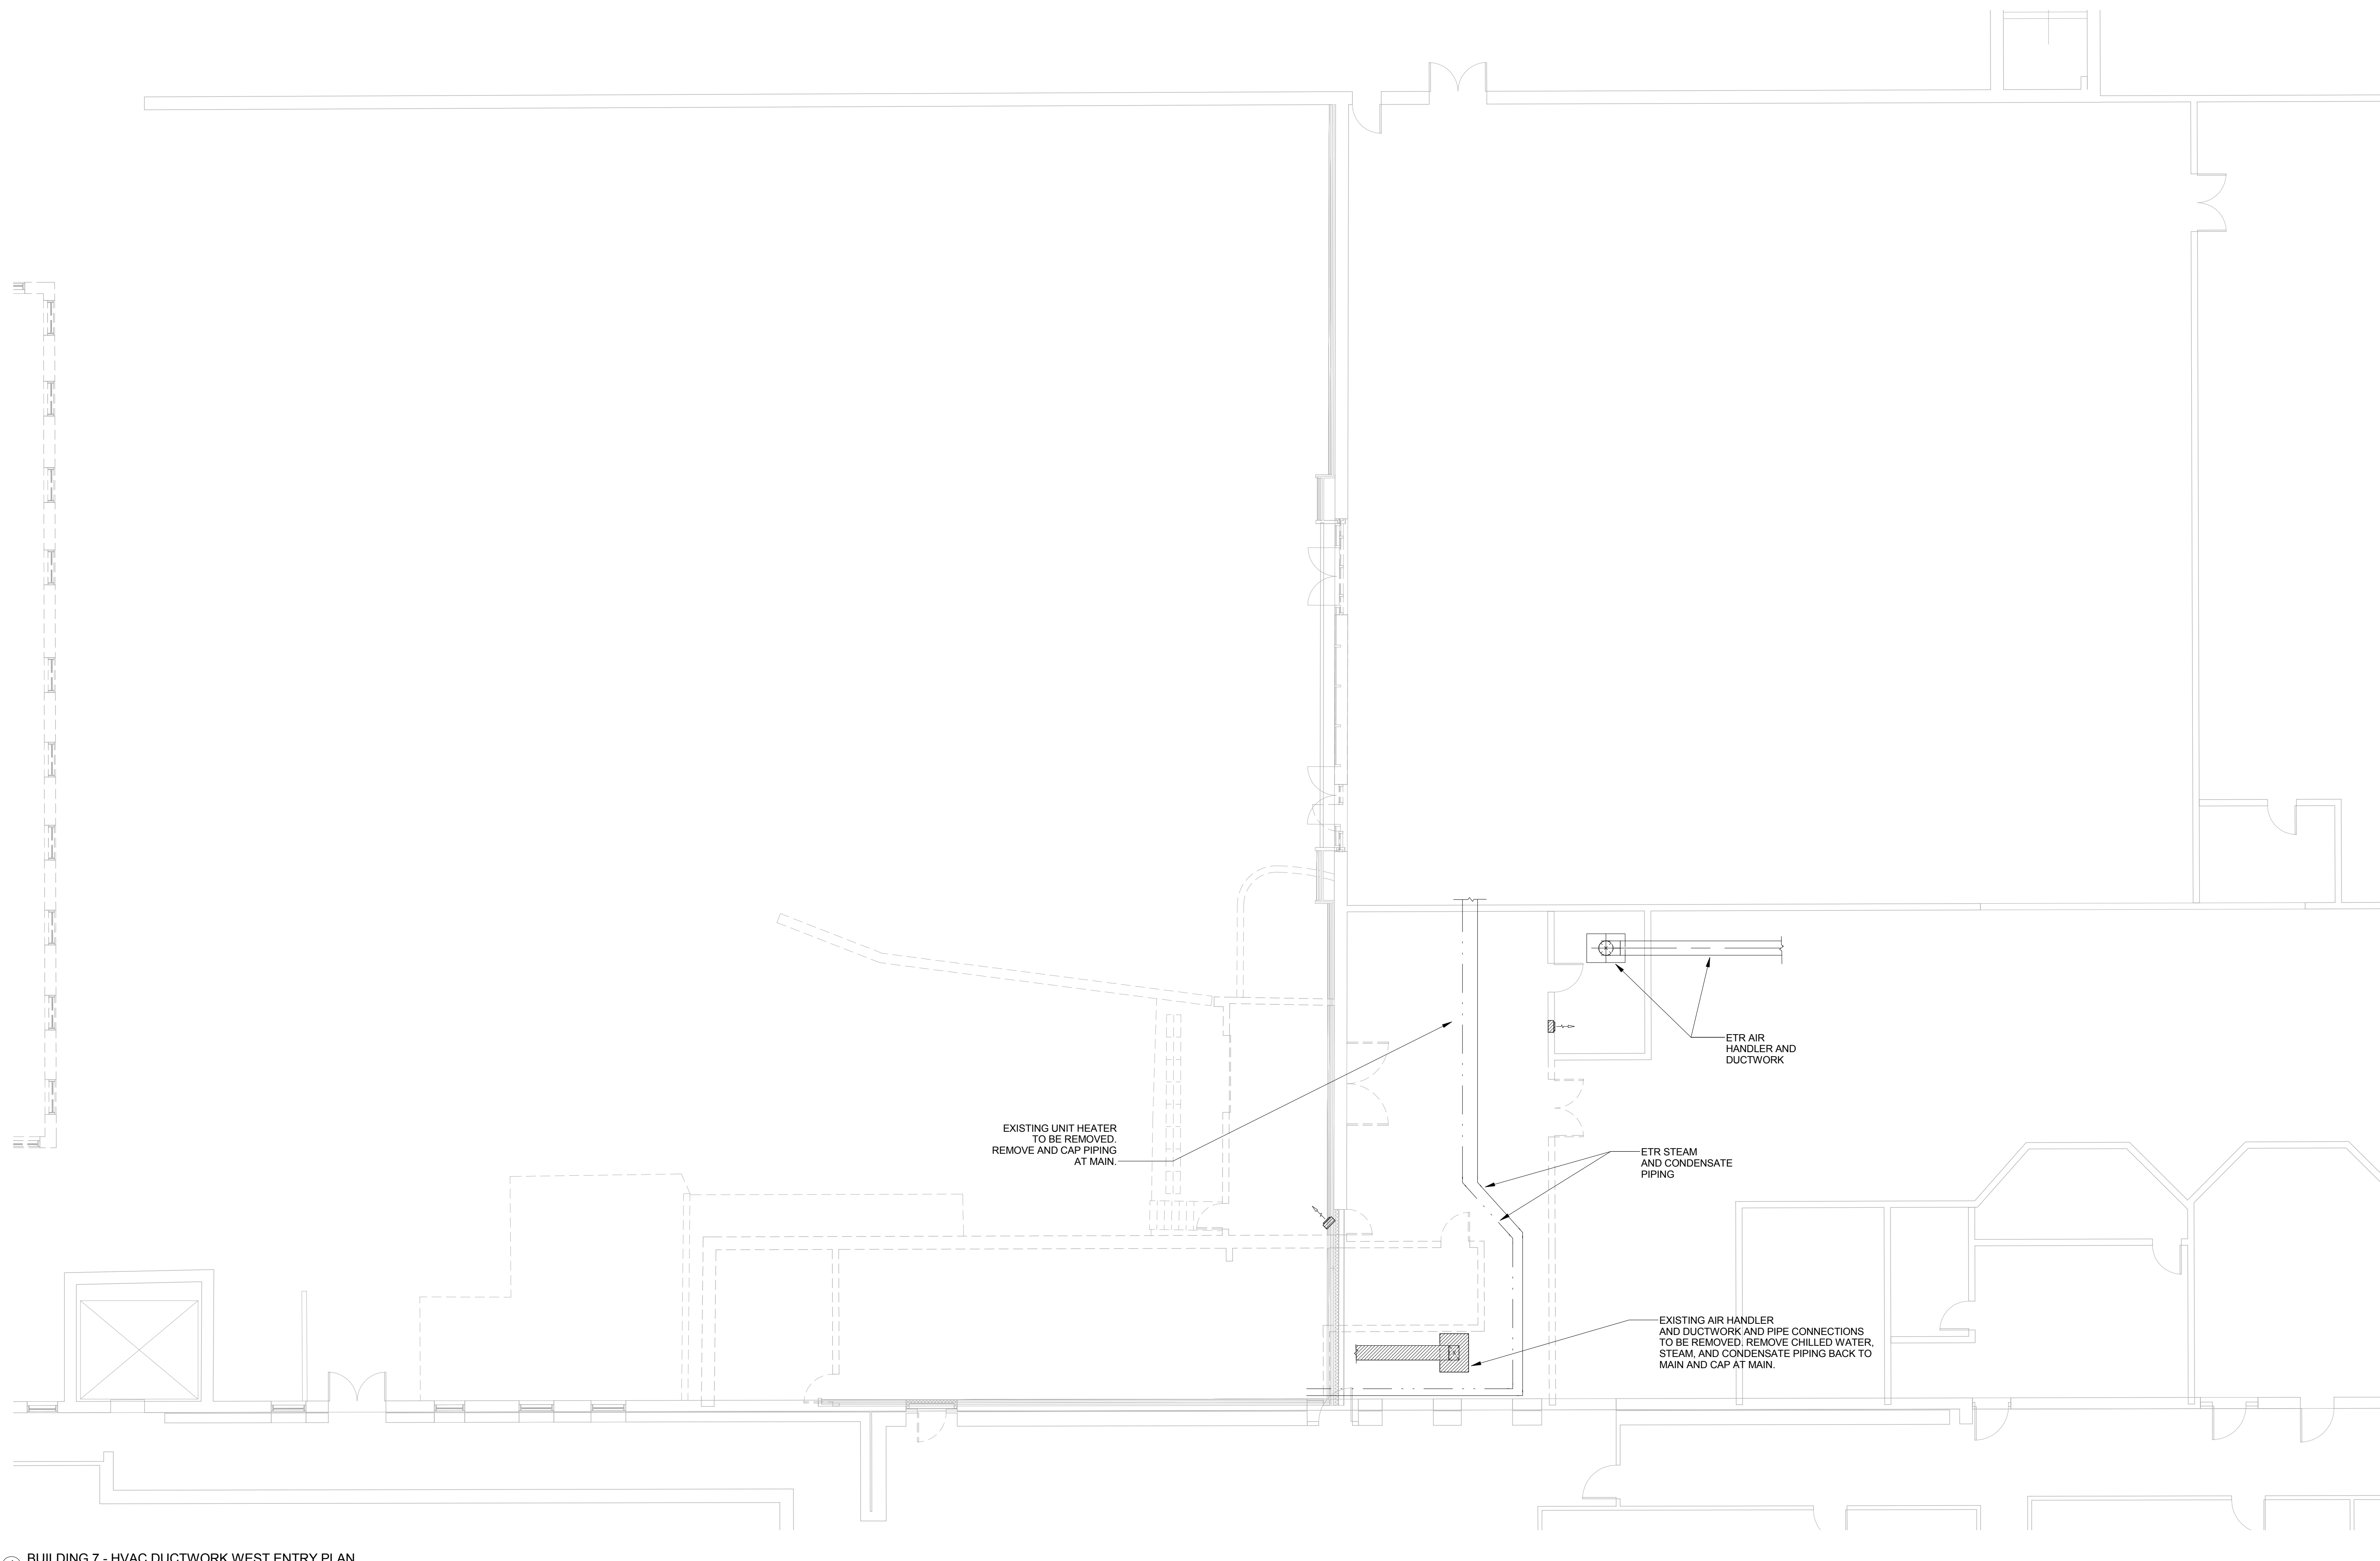 ETR AIR
HANDLER AND
DUCTWORK
EXISTING UNIT HEATER
TO BE REMOVED.
REMOVE AND CAP PIPING
AT MAIN.
ETR STEAM
AND CONDENSATE
PIPING
EXISTING AIR HANDLER
AND DUCTWORK AND PIPE CONNECTIONS
TO BE REMOVED. REMOVE CHILLED WATER,
STEAM, AND CONDENSATE PIPING BACK TO
MAIN AND CAP AT MAIN.
BUILDING 7 - HVAC DUCTWORK WEST ENTRY PLAN